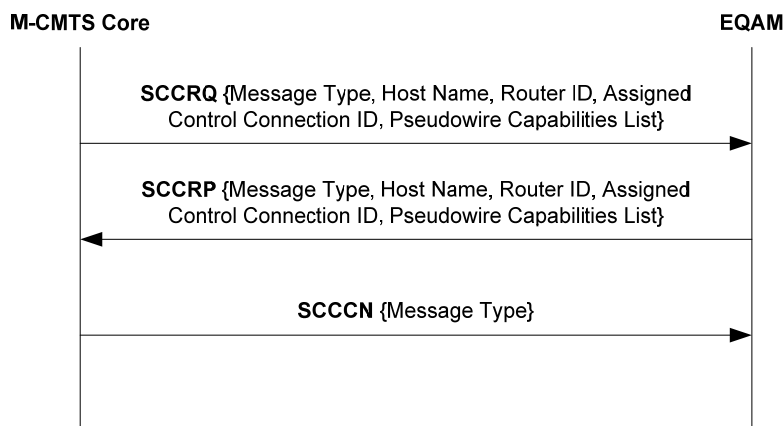 M-CMTS Core
EQAM
SCCRQ {Message Type, Host Name, Router ID, Assigned
Control Connection ID, Pseudowire Capabilities List}
SCCRP {Message Type, Host Name, Router ID, Assigned
Control Connection ID, Pseudowire Capabilities List}
SCCCN {Message Type}